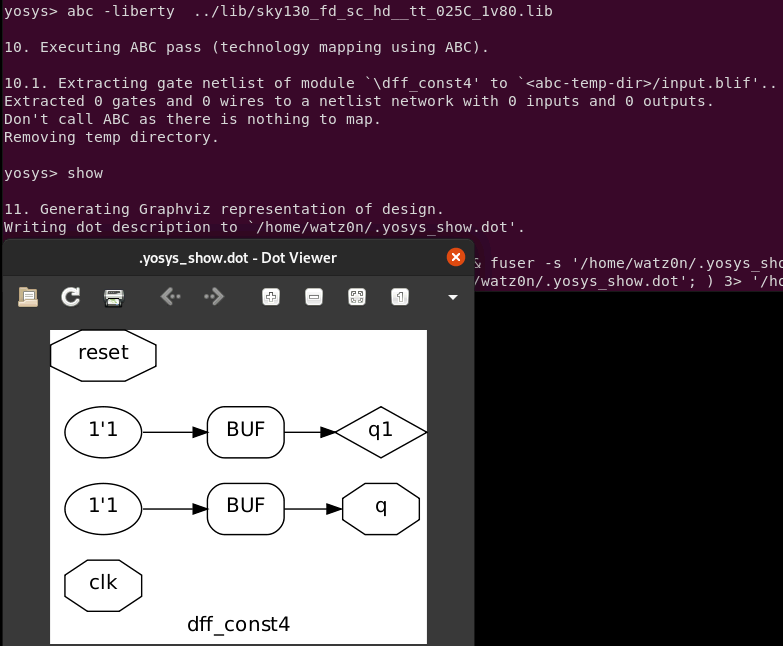 yosys> abc -liberty  ../lib/sky130_fd_sc_hd__tt_025C_1v80.lib
10. Executing ABC pass (technology mapping using ABC).
10.1. Extracting gate netlist of module `\dff_const4' to `<abc-temp-dir>/input.blif'..
Extracted 0 gates and 0 wires to a netlist network with 0 inputs and 0 outputs.
Don't call ABC as there is nothing to map.
Removing temp directory.
yosys> show
11. Generating Graphviz representation of design.
Writing dot description to `/home/watz0n/.yosys_show.dot'.
& fuser -s '/home/watz0n/.yosys_sho
/watz0n/.yosys_show.dot'; ) 3> '/ho
.yosys_show.dot - Dot Viewer
reset
1'1 BUF q1
1'1 BUF q
clk
dff_const4